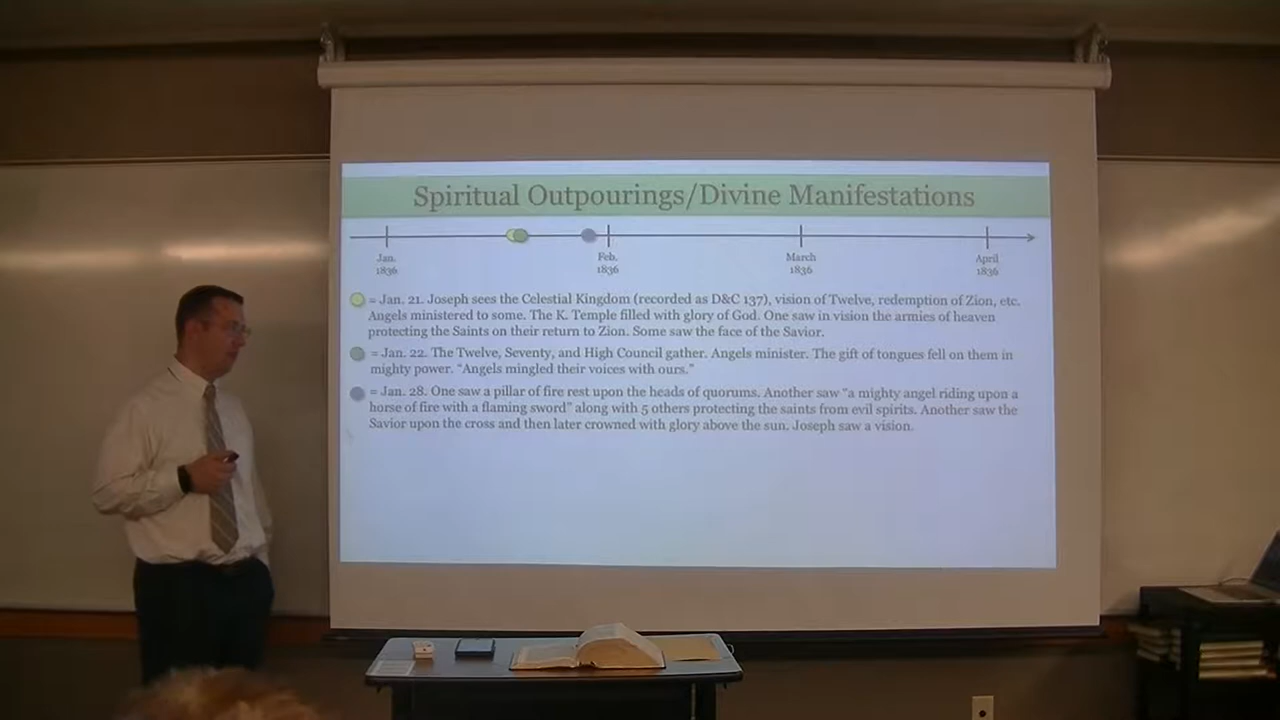 Spiritual Outpourings/Divine Manifestations
Jan. 1836
Feb. 1836
March 1836
April 1836
= Jan. 21. Joseph sees the Celestial Kingdom (recorded as D&C 137), vision of Twelve, redemption of Zion, etc.
Angels ministered to some. The K. Temple filled with glory of God. One saw in vision the armies of heaven
protecting the Saints on their return to Zion. Some saw the face of the Savior.
= Jan. 22. The Twelve, Seventy, and High Council gather. Angels minister. The gift of tongues fell on them in
mighty power. “Angels mingled their voices with ours.”
= Jan. 28. One saw a pillar of fire rest upon the heads of quorums. Another saw “a mighty angel riding upon a
horse of fire with a flaming sword” along with 5 others protecting the saints from evil spirits. Another saw the
Savior upon the cross and then later crowned with glory above the sun. Joseph saw a vision.